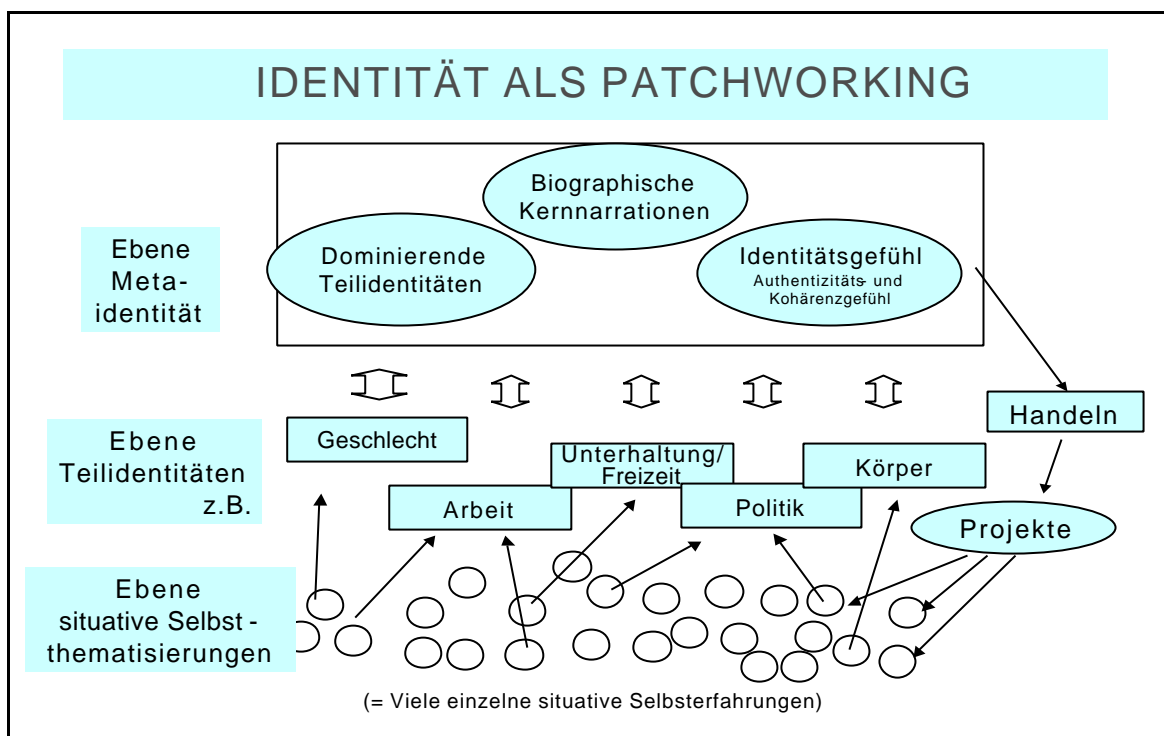 IDENTITÄT ALS PATCHWORKING
Biographische
Kernnarrationen
Dominierende
Teilidentitäten
Identitätsgefühl
Authentizitäts- und
Kohärenzgefühl
Ebene
Meta-
identität
Handeln
Ebene
Teilidentitäten
z.B.
Geschlecht
Arbeit
Unterhaltung/
Freizeit
Politik
Körper
Projekte
Ebene
situative Selbst -
thematisierungen
(= Viele einzelne situative Selbsterfahrungen)